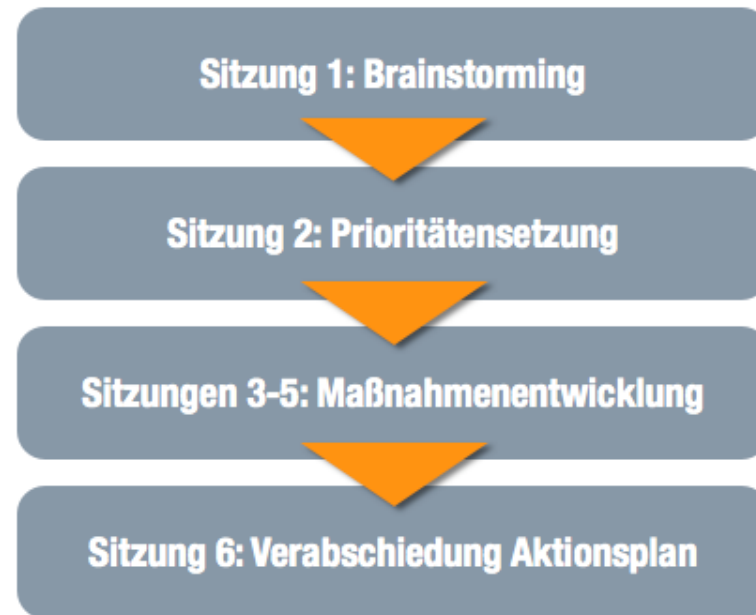 Sitzung 1: Brainstorming
Sitzung 2: Prioritätensetzung
Sitzungen 3-5: Maßnahmenentwicklung
Sitzung 6: Verabschiedung Aktionsplan